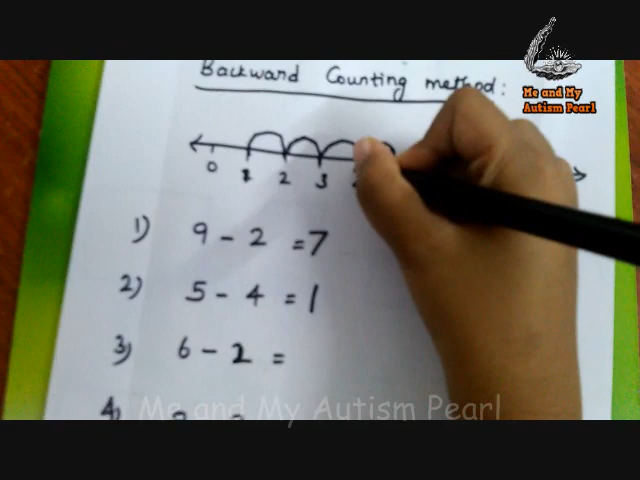 Me and My
Autism Pearl
Backward Counting method:
0 1 2 3
1) 9 - 2 = 7
2) 5 - 4 = 1
3) 6 - 2 =
4)
Me and My Autism Pearl